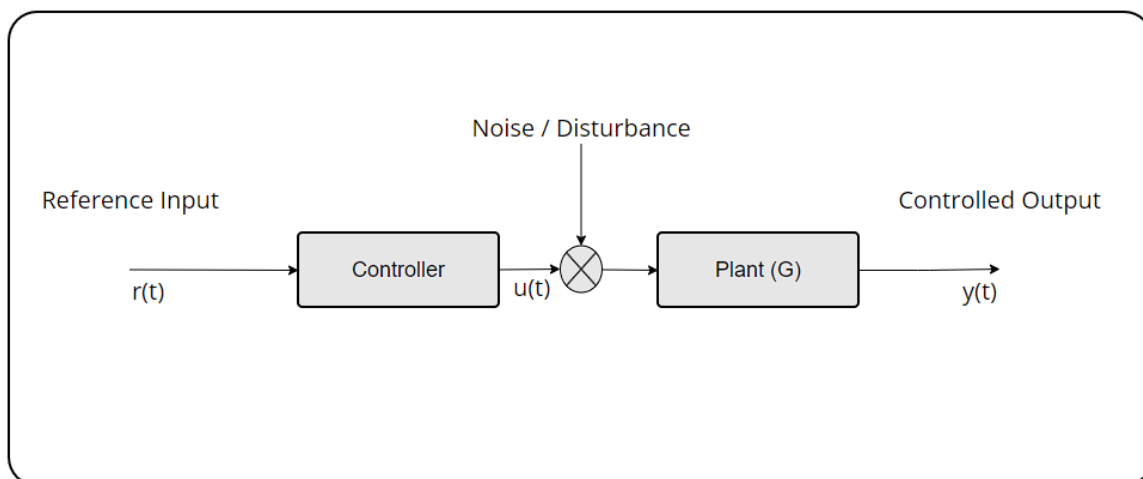 Noise / Disturbance
Reference Input
Controlled Output
Controller
Plant (G)
r(t)
u(t)
y(t)